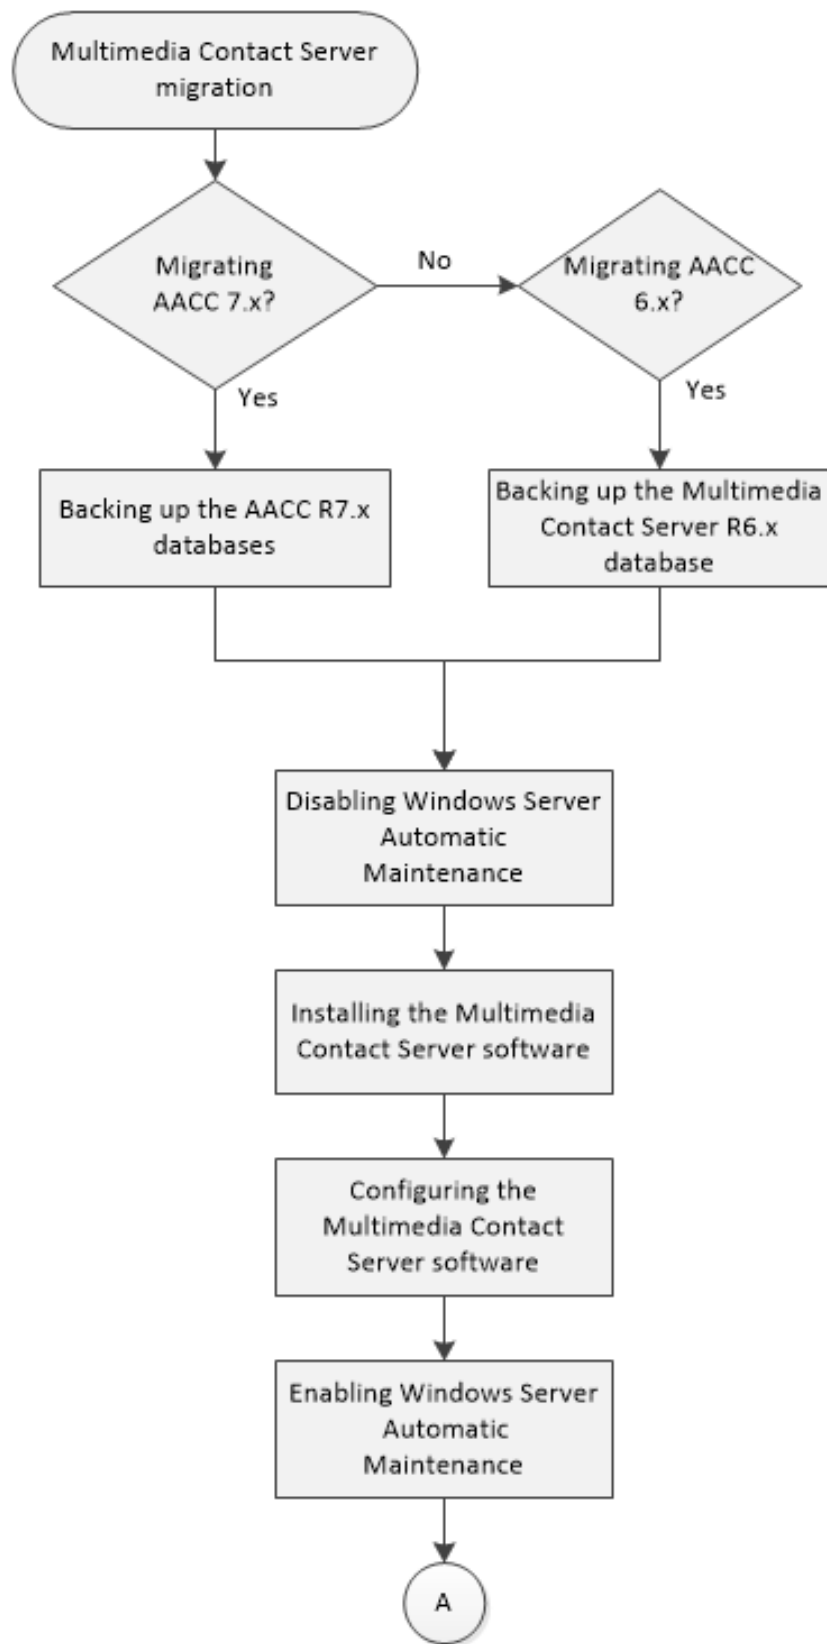 Multimedia Contact Server
migration
Migrating
AACC 7.x?
No
Migrating AACC
6.x?
Yes
Yes
Backing up the AACC R7.x
databases
Backing up the Multimedia
Contact Server R6.x
database
Disabling Windows Server
Automatic
Maintenance
Installing the Multimedia
Contact Server software
Configuring the
Multimedia Contact
Server software
Enabling Windows Server
Automatic
Maintenance
A